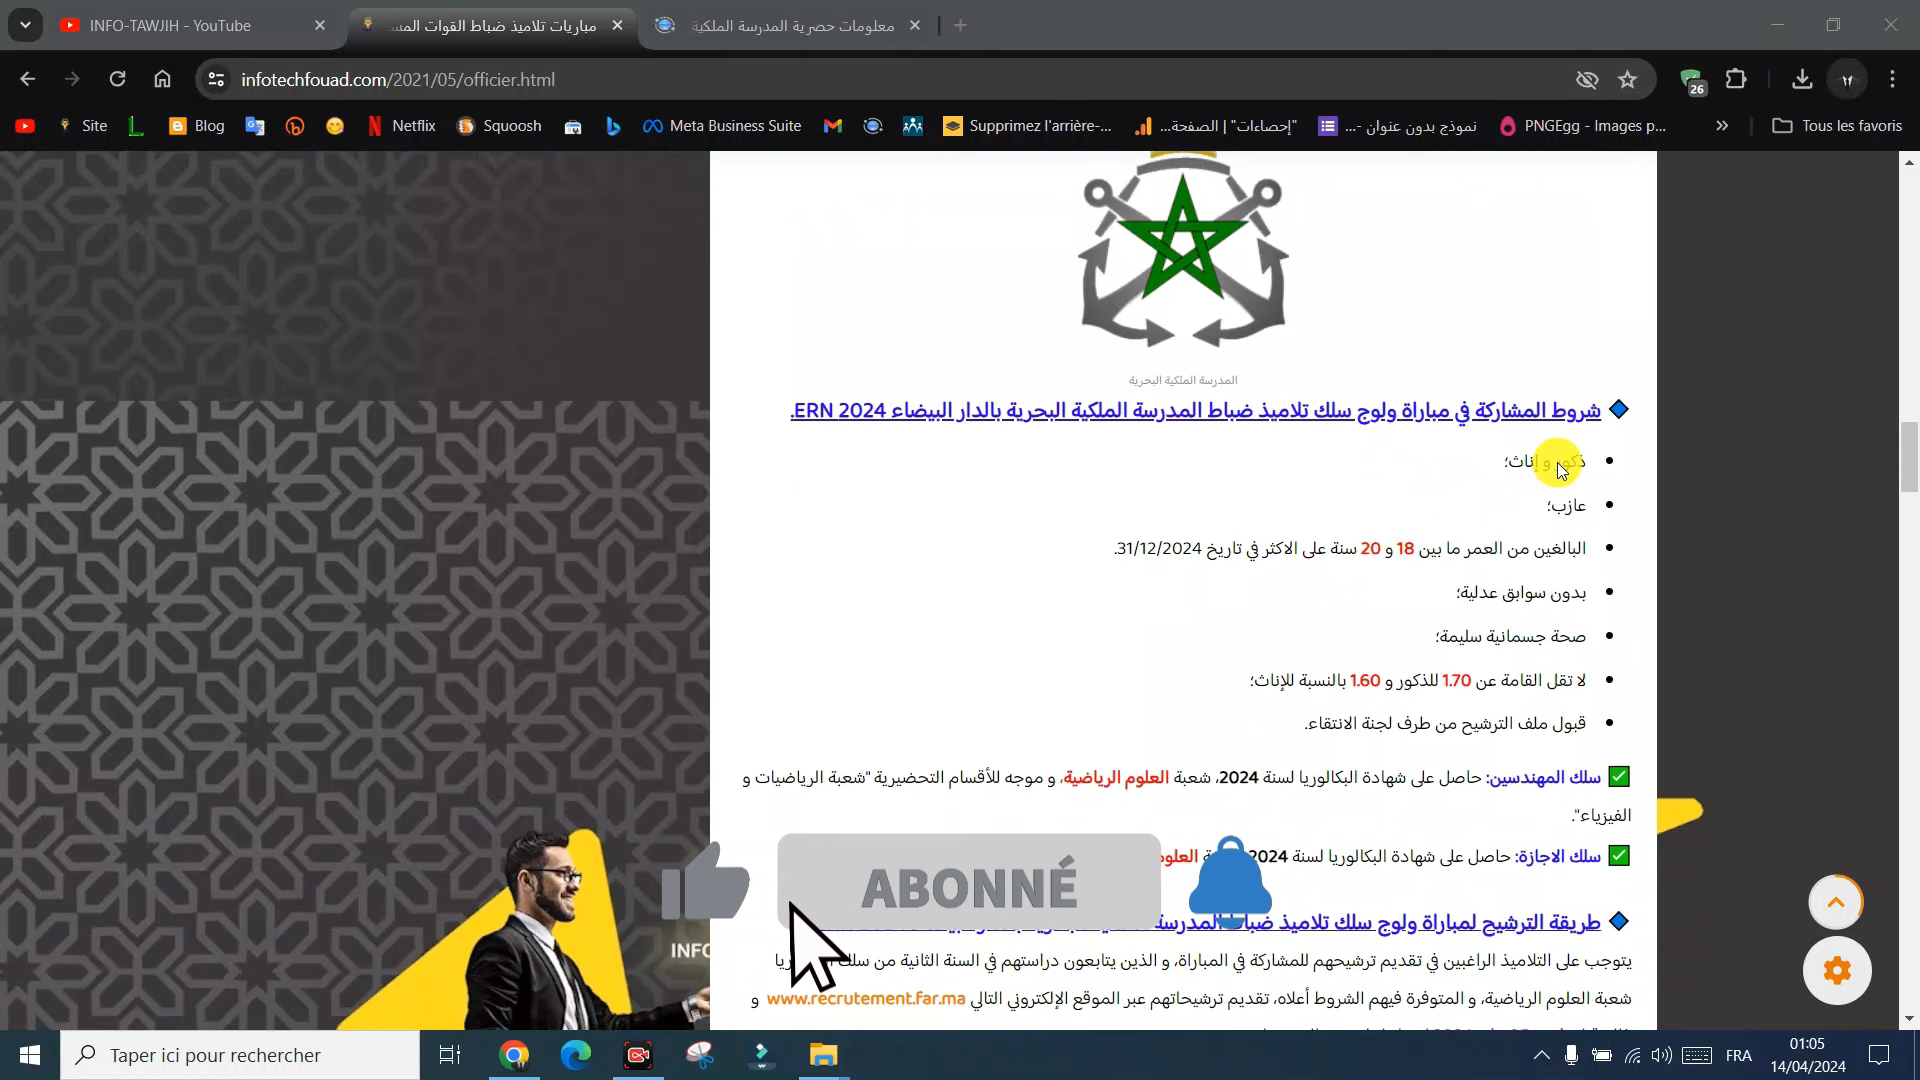 INFO-TAWJIH - YouTube
مباريات تلاميذ ضباط القوات المس
معلومات حصرية المدرسة الملكية
infotechfouad.com/2021/05/officier.html
26
Site
Blog
Netflix
Squoosh
Meta Business Suite
Supprimez l'arrière-...
"إحصاءات" | الصفحة...
نموذج بدون عنوان -...
PNGEgg - Images p...
Tous les favoris
المدرسة الملكية البحرية
شروط المشاركة في مباراة ولوج سلك تلاميذ ضباط المدرسة الملكية البحرية بالدار البيضاء ERN 2024.
ذكور و إناث؛
عازب؛
البالغين من العمر ما بين 18 و 20 سنة على الاكثر في تاريخ 31/12/2024.
بدون سوابق عدلية؛
صحة جسمانية سليمة؛
لا تقل القامة عن 1.70 للذكور و 1.60 بالنسبة للإناث؛
قبول ملف الترشيح من طرف لجنة الانتقاء.
سلك المهندسين: حاصل على شهادة البكالوريا لسنة 2024، شعبة العلوم الرياضية، و موجه للأقسام التحضيرية "شعبة الرياضيات و
الفيزياء".
سلك الاجازة: حاصل على شهادة البكالوريا لسنة 2024
ABONNÉ
طريقة الترشيح لمباراة ولوج سلك تلاميذ ضباط المدرسة
INFO
يتوجب على التلاميذ الراغبين في تقديم ترشيحهم للمشاركة في المباراة، و الذين يتابعون دراستهم في السنة الثانية من سلك
شعبة العلوم الرياضية، و المتوفرة فيهم الشروط أعلاه، تقديم ترشيحاتهم عبر الموقع الإلكتروني التالي www.recrutement.far.ma و
Taper ici pour rechercher
FRA
01:05
14/04/2024